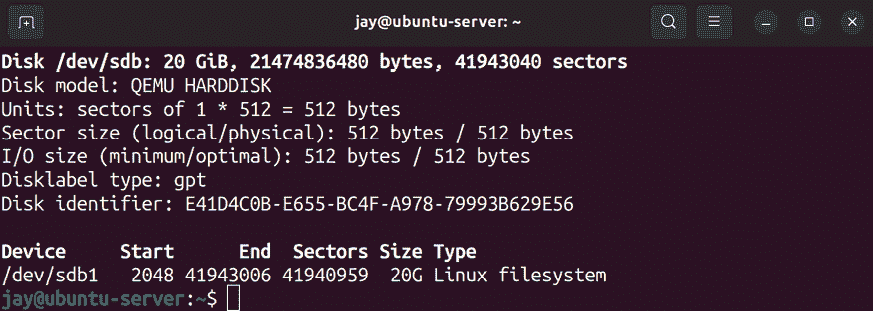 jay@ubuntu-server: ~
Disk /dev/sdb: 20 GiB, 21474836480 bytes, 41943040 sectors
Disk model: QEMU HARDDISK
Units: sectors of 1 * 512 = 512 bytes
Sector size (logical/physical): 512 bytes / 512 bytes
I/O size (minimum/optimal): 512 bytes / 512 bytes
Disklabel type: gpt
Disk identifier: E41D4C0B-E655-BC4F-A978-79993B629E56
Device     Start      End  Sectors Size Type
/dev/sdb1   2048 41943006 41940959  20G Linux filesystem
jay@ubuntu-server:~$